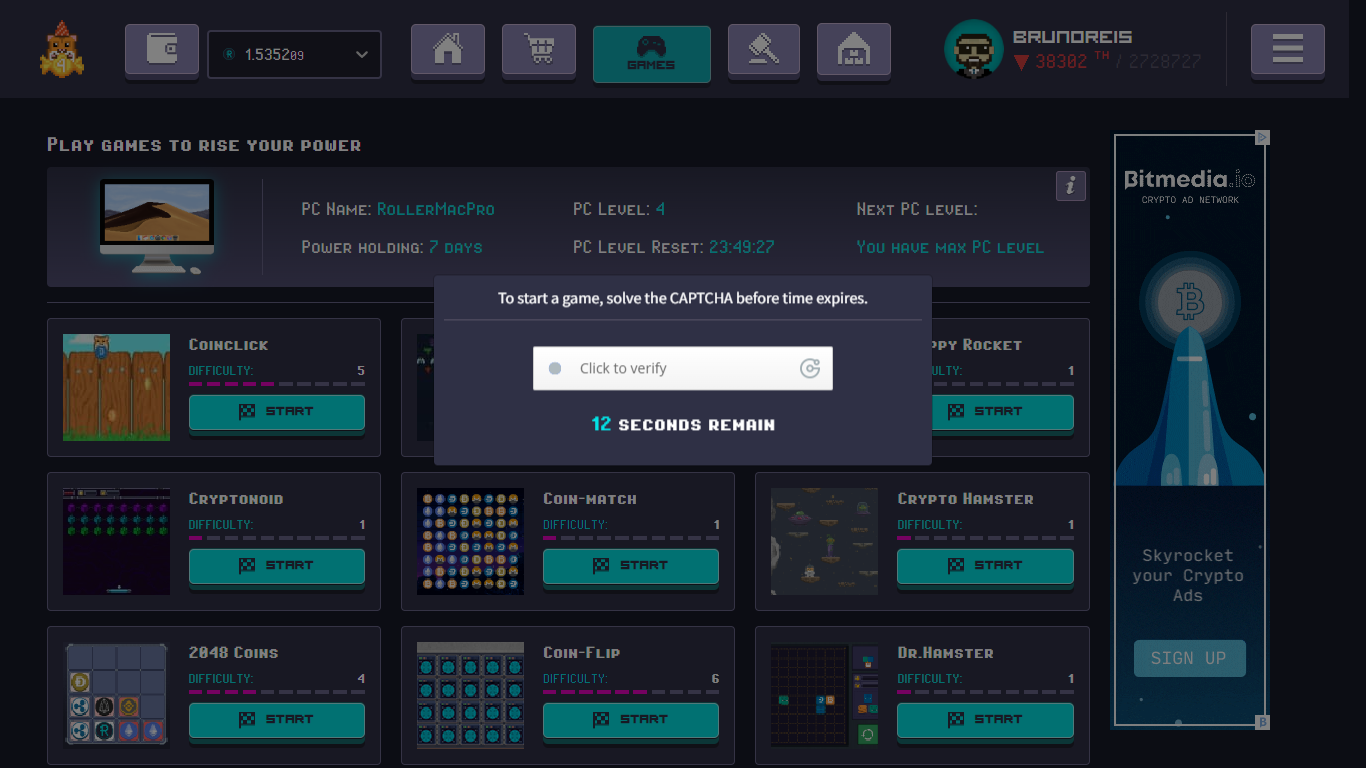 1.535209
GAMES
BRUNOREIS
38302 TH / 2728727
PLAY GAMES TO RISE YOUR POWER
PC NAME: ROLLERMACPRO
PC LEVEL: 4
NEXT PC LEVEL:
POWER HOLDING: 7 DAYS
PC LEVEL RESET: 23:49:27
YOU HAVE MAX PC LEVEL
i
To start a game, solve the CAPTCHA before time expires.
Click to verify
12 SECONDS REMAIN
COINCLICK
DIFFICULTY: 5
START
PPY ROCKET
ULTY: 1
START
CRYPTONOID
DIFFICULTY: 1
START
COIN-MATCH
DIFFICULTY: 1
START
CRYPTO HAMSTER
DIFFICULTY: 1
START
2048 COINS
DIFFICULTY: 4
START
COIN-FLIP
DIFFICULTY: 6
START
DR.HAMSTER
DIFFICULTY: 1
START
Bitmedia.io
CRYPTO AD NETWORK
Skyrocket
your Crypto
Ads
SIGN UP